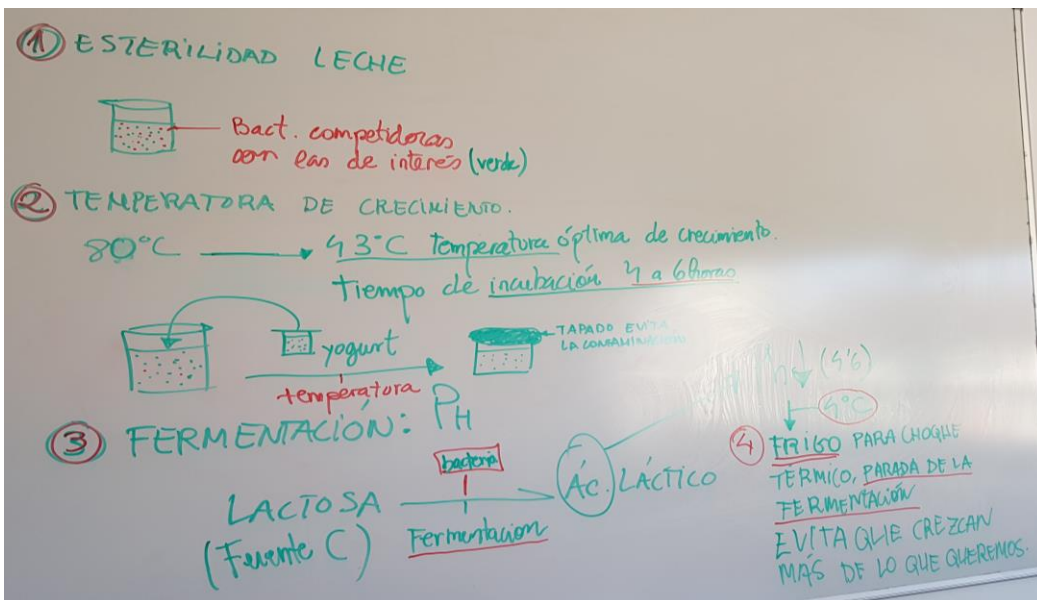 1 ESTERILIDAD LECHE
Bact. competidoras
con las de interés (verde)
2 TEMPERATURA DE CRECIMIENTO.
80°C 43°C Temperatura óptima de crecimiento.
Tiempo de incubación 4 a 6 horas
yogurt
temperatura
TAPADO EVITA
LA CONTAMINACIÓN
3 FERMENTACIÓN: PH
LACTOSA
(Fuente C)
bacteria
Fermentacion
Ác. LÁCTICO
(4'6)
4°C
4 FRIGO PARA CHOQUE
TÉRMICO, PARADA DE LA
FERMENTACIÓN
EVITA QUE CREZCAN
MÁS DE LO QUE QUEREMOS.